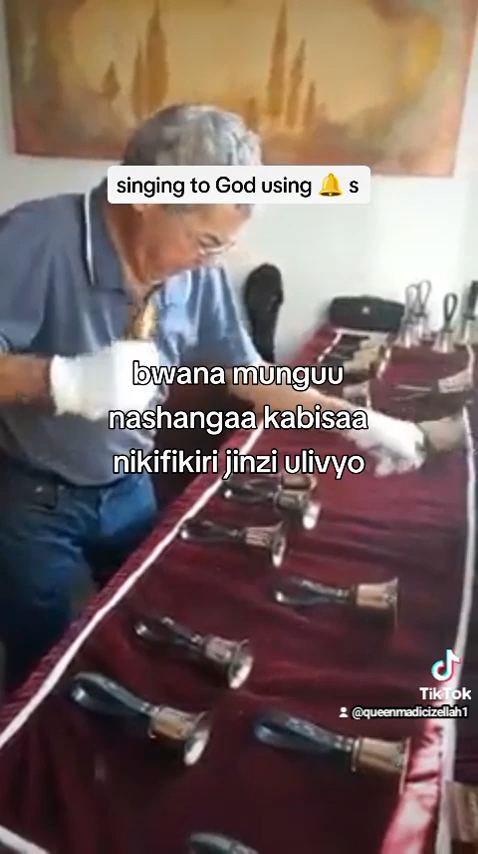 singing to God using 🔔 s
bwana munguu
nashangaa kabisaa
nikifikiri jinzi ulivyo
TikTok
@queenmadicizellah1